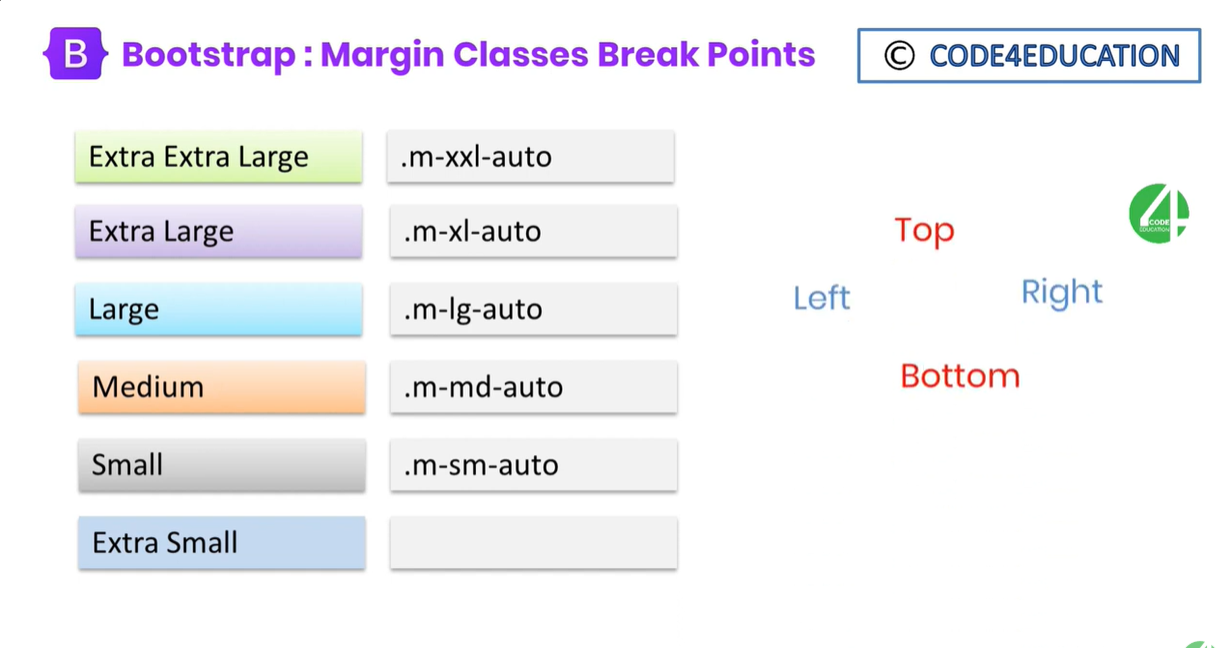 B Bootstrap : Margin Classes Break Points
© CODE4EDUCATION
Extra Extra Large .m-xxl-auto
Extra Large .m-xl-auto
Large .m-lg-auto
Medium .m-md-auto
Small .m-sm-auto
Extra Small
Top
Left Right
Bottom
4
CODE
EDUCATION